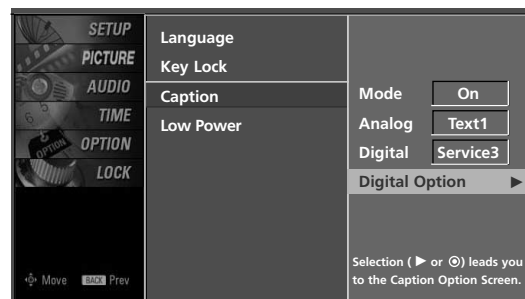 SETUP
PICTURE
AUDIO
TIME
OPTION
LOCK
Move BACK Prev
Language
Key Lock
Caption
Low Power
Mode On
Analog Text1
Digital Service3
Digital Option ▶
Selection ( ▶ or ◉) leads you
to the Caption Option Screen.